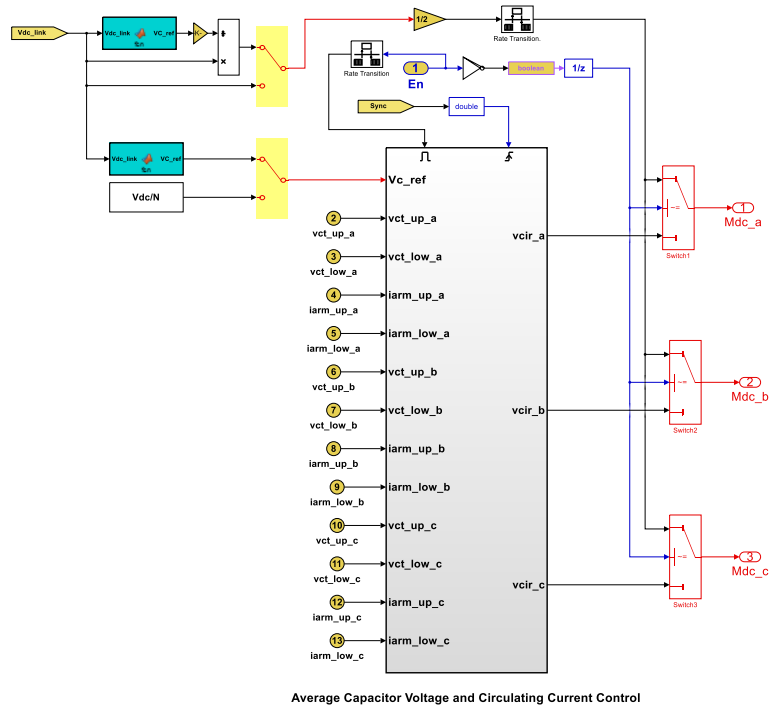 Vdc_link
Vdc_link
VC_ref
fcn
K-
÷
×
1/2
Rate Transition.
Rate Transition
1
En
boolean
1/z
Sync
double
Vdc_link
VC_ref
fcn
Vdc/N
Vc_ref
2
vct_up_a
vct_up_a
3
vct_low_a
vct_low_a
4
iarm_up_a
iarm_up_a
5
iarm_low_a
iarm_low_a
6
vct_up_b
vct_up_b
7
vct_low_b
vct_low_b
8
iarm_up_b
iarm_up_b
9
iarm_low_b
iarm_low_b
10
vct_up_c
vct_up_c
11
vct_low_c
vct_low_c
12
iarm_up_c
iarm_up_c
13
iarm_low_c
iarm_low_c
vcir_a
vcir_b
vcir_c
~=
Switch1
1
Mdc_a
~=
Switch2
2
Mdc_b
~=
Switch3
3
Mdc_c
Average Capacitor Voltage and Circulating Current Control